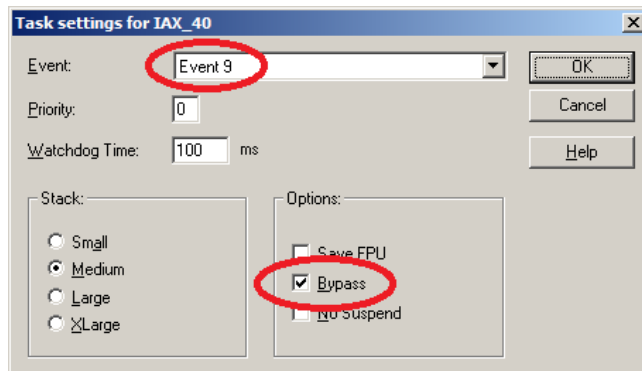 Task settings for IAX_40
Event: Event 9 OK
Priority: 0 Cancel
Watchdog Time: 100 ms Help
Stack: Options:
Small Save FPU
Medium Bypass
Large No Suspend
XLarge